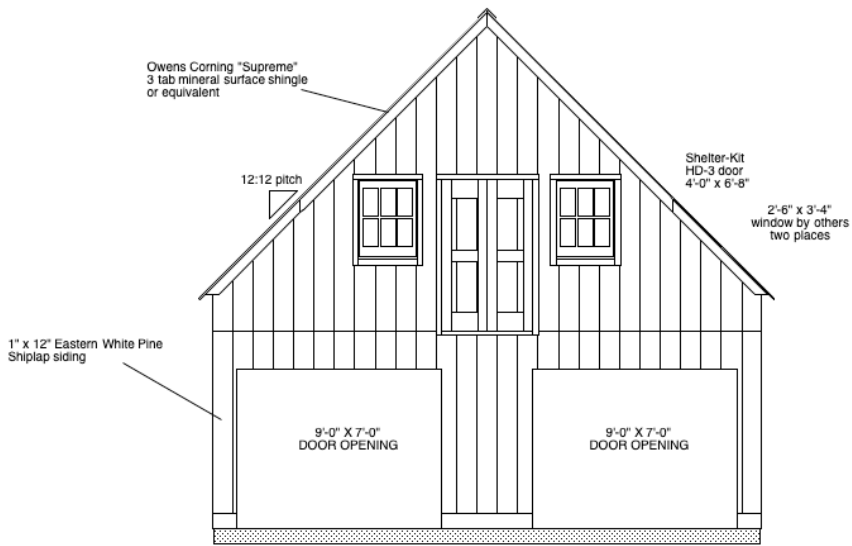 Owens Corning "Supreme"
3 tab mineral surface shingle
or equivalent
12:12 pitch
Shelter-Kit
HD-3 door
4'-0" x 6'-8"
2'-6" x 3'-4"
window by others
two places
1" x 12" Eastern White Pine
Shiplap siding
9'-0" X 7'-0"
DOOR OPENING
9'-0" X 7'-0"
DOOR OPENING